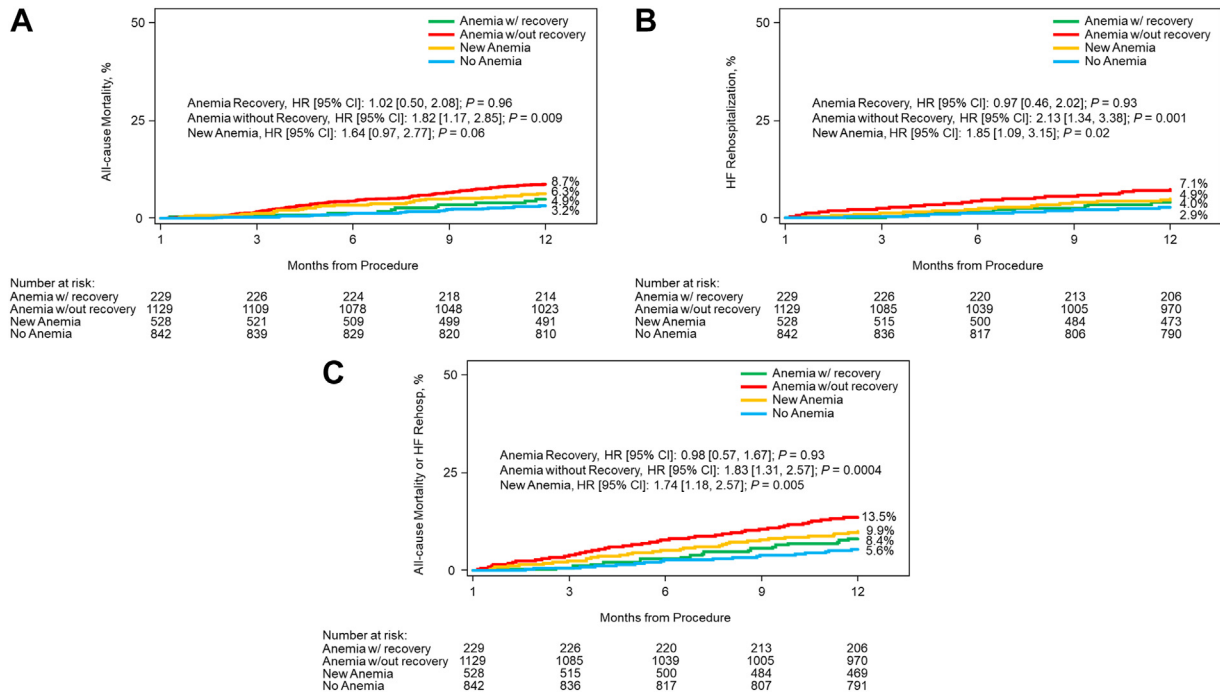 A
50
25
0
All-cause Mortality, %
Anemia w/ recovery
Anemia w/out recovery
New Anemia
No Anemia
Anemia Recovery, HR [95% CI]: 1.02 [0.50, 2.08]; P = 0.96
Anemia without Recovery, HR [95% CI]: 1.82 [1.17, 2.85]; P = 0.009
New Anemia, HR [95% CI]: 1.64 [0.97, 2.77]; P = 0.06
8.7%
6.3%
4.9%
3.2%
1 3 6 9 12
Months from Procedure
Number at risk:
Anemia w/ recovery 229 226 224 218 214
Anemia w/out recovery 1129 1109 1078 1048 1023
New Anemia 528 521 509 499 491
No Anemia 842 839 829 820 810
B
50
25
0
HF Rehospitalization, %
Anemia w/ recovery
Anemia w/out recovery
New Anemia
No Anemia
Anemia Recovery, HR [95% CI]: 0.97 [0.46, 2.02]; P = 0.93
Anemia without Recovery, HR [95% CI]: 2.13 [1.34, 3.38]; P = 0.001
New Anemia, HR [95% CI]: 1.85 [1.09, 3.15]; P = 0.02
7.1%
4.9%
4.0%
2.9%
1 3 6 9 12
Months from Procedure
Number at risk:
Anemia w/ recovery 229 226 220 213 206
Anemia w/out recovery 1129 1085 1039 1005 970
New Anemia 528 515 500 484 473
No Anemia 842 836 817 806 790
C
50
25
0
All-cause Mortality or HF Rehosp, %
Anemia w/ recovery
Anemia w/out recovery
New Anemia
No Anemia
Anemia Recovery, HR [95% CI]: 0.98 [0.57, 1.67]; P = 0.93
Anemia without Recovery, HR [95% CI]: 1.83 [1.31, 2.57]; P = 0.0004
New Anemia, HR [95% CI]: 1.74 [1.18, 2.57]; P = 0.005
13.5%
9.9%
8.4%
5.6%
1 3 6 9 12
Months from Procedure
Number at risk:
Anemia w/ recovery 229 226 220 213 206
Anemia w/out recovery 1129 1085 1039 1005 970
New Anemia 528 515 500 484 469
No Anemia 842 836 817 807 791